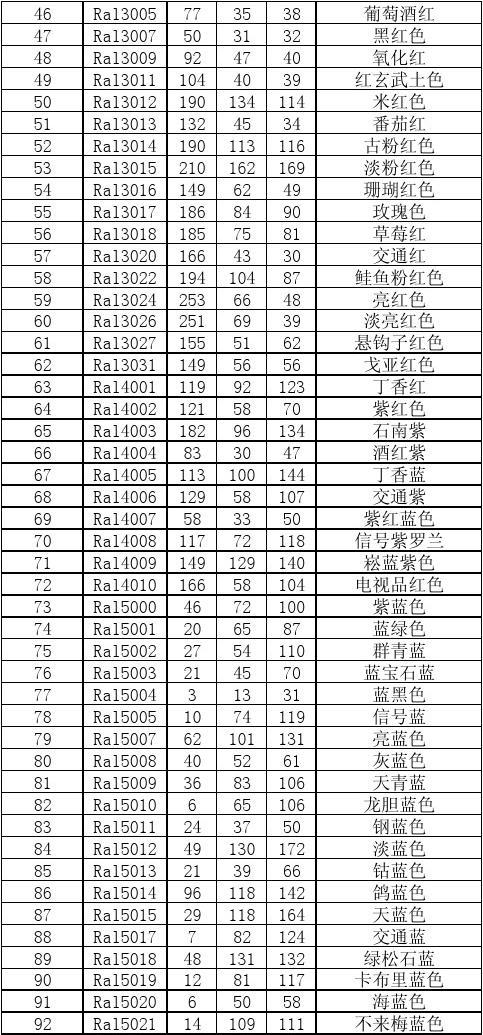 46 Ral3005 77 35 38 葡萄酒红
47 Ral3007 50 31 32 黑红色
48 Ral3009 92 47 40 氧化红
49 Ral3011 104 40 39 红玄武土色
50 Ral3012 190 134 114 米红色
51 Ral3013 132 45 34 番茄红
52 Ral3014 190 113 116 古粉红色
53 Ral3015 210 162 169 淡粉红色
54 Ral3016 149 62 49 珊瑚红色
55 Ral3017 186 84 90 玫瑰色
56 Ral3018 185 75 81 草莓红
57 Ral3020 166 43 30 交通红
58 Ral3022 194 104 87 鲑鱼粉红色
59 Ral3024 253 66 48 亮红色
60 Ral3026 251 69 39 淡亮红色
61 Ral3027 155 51 62 悬钩子红色
62 Ral3031 149 56 56 戈亚红色
63 Ral4001 119 92 123 丁香红
64 Ral4002 121 58 70 紫红色
65 Ral4003 182 96 134 石南紫
66 Ral4004 83 30 47 酒红紫
67 Ral4005 113 100 144 丁香蓝
68 Ral4006 129 58 107 交通紫
69 Ral4007 58 33 50 紫红蓝色
70 Ral4008 117 72 118 信号紫罗兰
71 Ral4009 149 129 140 崧蓝紫色
72 Ral4010 166 58 104 电视品红色
73 Ral5000 46 72 100 紫蓝色
74 Ral5001 20 65 87 蓝绿色
75 Ral5002 27 54 110 群青蓝
76 Ral5003 21 45 70 蓝宝石蓝
77 Ral5004 3 13 31 蓝黑色
78 Ral5005 10 74 119 信号蓝
79 Ral5007 62 101 131 亮蓝色
80 Ral5008 40 52 61 灰蓝色
81 Ral5009 36 83 106 天青蓝
82 Ral5010 6 65 106 龙胆蓝色
83 Ral5011 24 37 50 钢蓝色
84 Ral5012 49 130 172 淡蓝色
85 Ral5013 21 39 66 钴蓝色
86 Ral5014 96 118 142 鸽蓝色
87 Ral5015 29 118 164 天蓝色
88 Ral5017 7 82 124 交通蓝
89 Ral5018 48 131 132 绿松石蓝
90 Ral5019 12 81 117 卡布里蓝色
91 Ral5020 6 50 58 海蓝色
92 Ral5021 14 109 111 不来梅蓝色